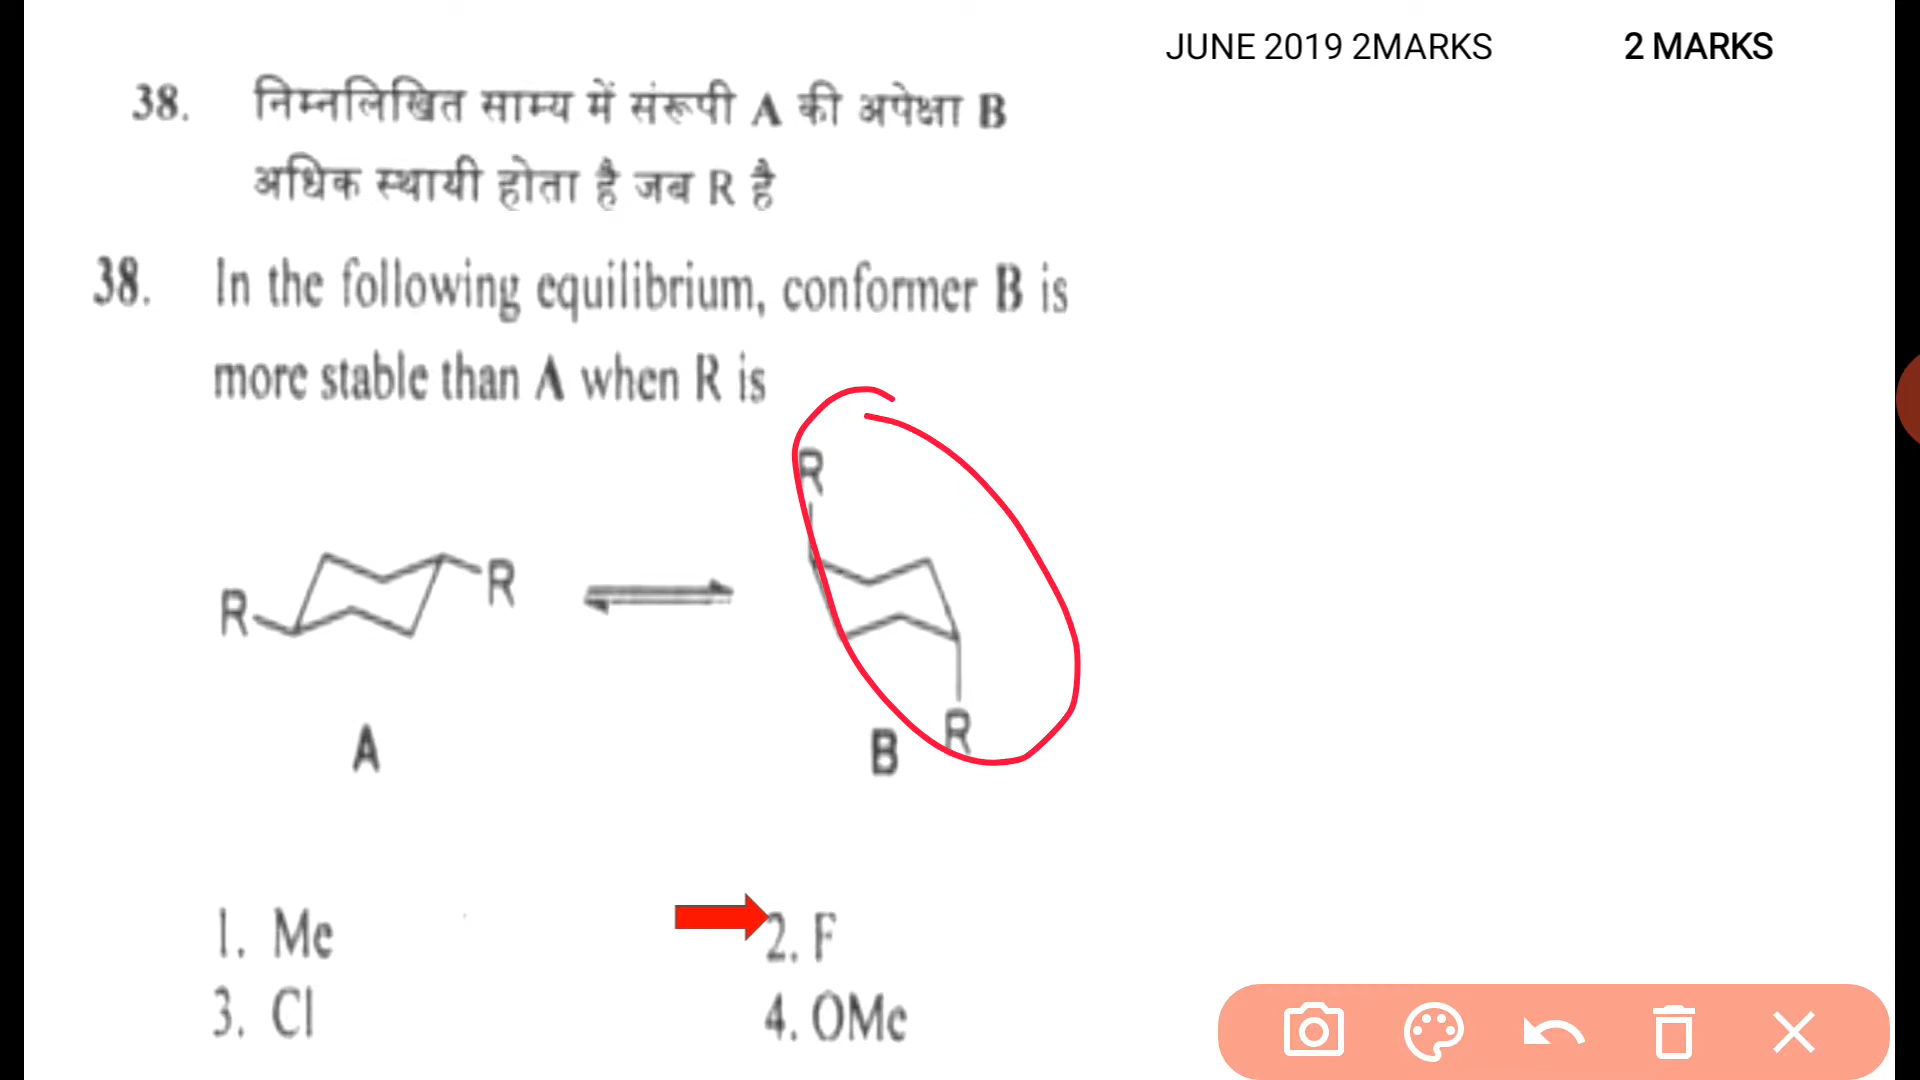 JUNE 2019 2MARKS 2 MARKS
38. निम्नलिखित साम्य में संरूपी A की अपेक्षा B
अधिक स्थायी होता है जब R है
38. In the following equilibrium, conformer B is
more stable than A when R is
R
R
R
R
A
B
1. Me 2. F
3. Cl 4. OMe